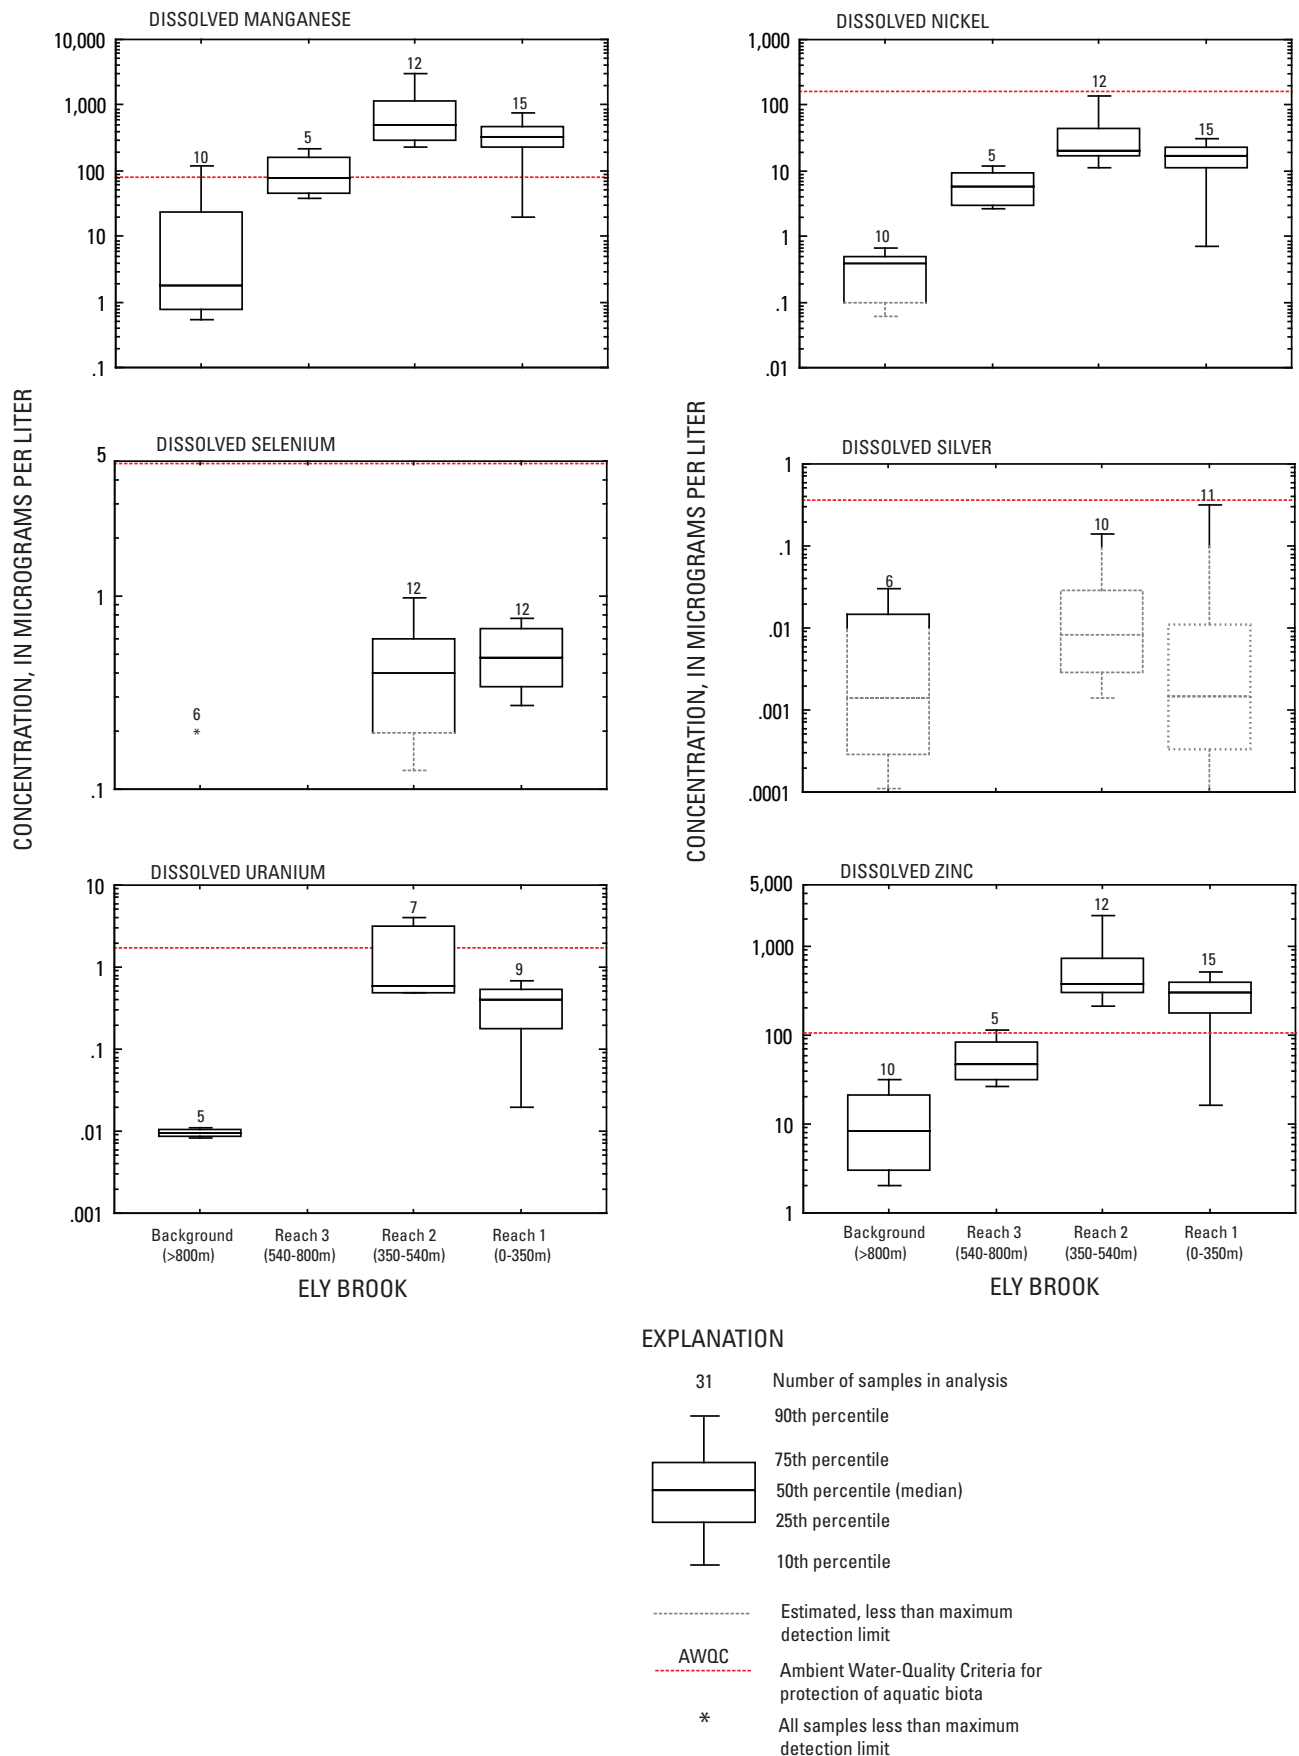 DISSOLVED MANGANESE
10,000
1,000
100
10
1
.1
10
5
12
15
DISSOLVED NICKEL
1,000
100
10
1
.1
.01
10
5
12
15
CONCENTRATION, IN MICROGRAMS PER LITER
DISSOLVED SELENIUM
5
1
.1
6
*
12
12
CONCENTRATION, IN MICROGRAMS PER LITER
DISSOLVED SILVER
1
.1
.01
.001
.0001
6
10
11
DISSOLVED URANIUM
10
1
.1
.01
.001
5
7
9
Background
(>800m)
Reach 3
(540-800m)
Reach 2
(350-540m)
Reach 1
(0-350m)
ELY BROOK
DISSOLVED ZINC
5,000
1,000
100
10
1
10
5
12
15
Background
(>800m)
Reach 3
(540-800m)
Reach 2
(350-540m)
Reach 1
(0-350m)
ELY BROOK
EXPLANATION
31 Number of samples in analysis
90th percentile
75th percentile
50th percentile (median)
25th percentile
10th percentile
Estimated, less than maximum
detection limit
AWQC
Ambient Water-Quality Criteria for
protection of aquatic biota
* All samples less than maximum
detection limit